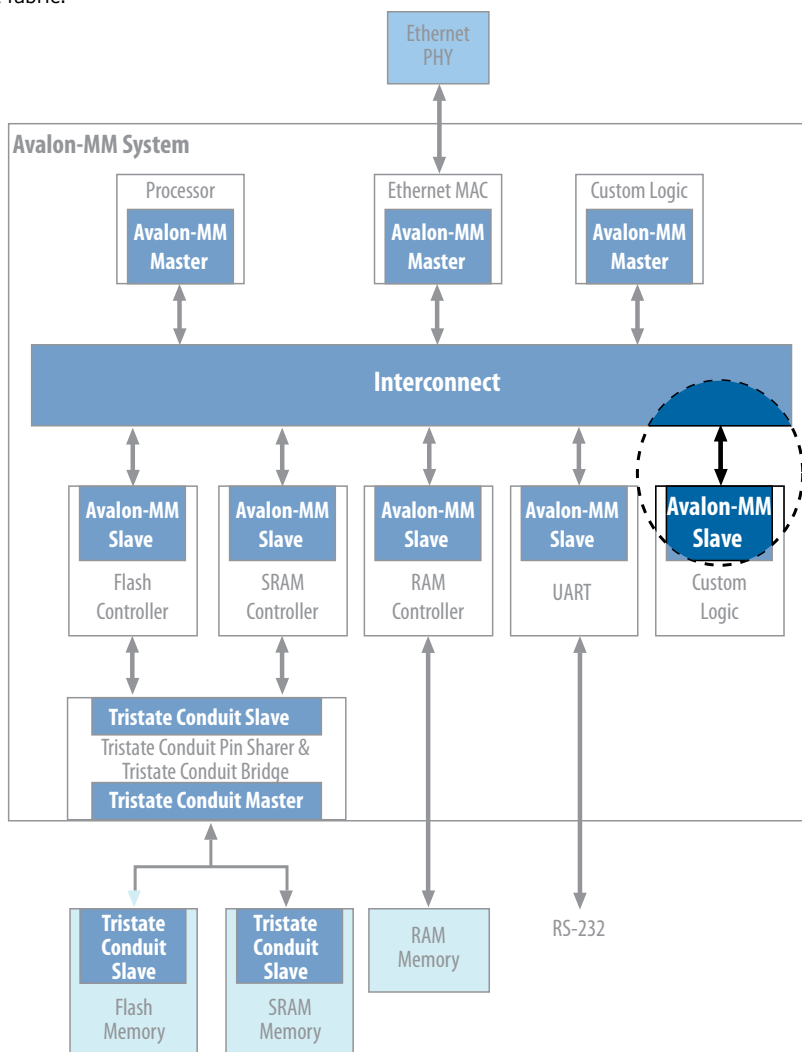 fabric.
Ethernet
PHY
Avalon-MM System
Processor
Avalon-MM
Master
Ethernet MAC
Avalon-MM
Master
Custom Logic
Avalon-MM
Master
Interconnect
Avalon-MM
Slave
Flash
Controller
Avalon-MM
Slave
SRAM
Controller
Avalon-MM
Slave
RAM
Controller
Avalon-MM
Slave
UART
Avalon-MM
Slave
Custom
Logic
Tristate Conduit Slave
Tristate Conduit Pin Sharer &
Tristate Conduit Bridge
Tristate Conduit Master
Tristate
Conduit
Slave
Flash
Memory
Tristate
Conduit
Slave
SRAM
Memory
RAM
Memory
RS-232